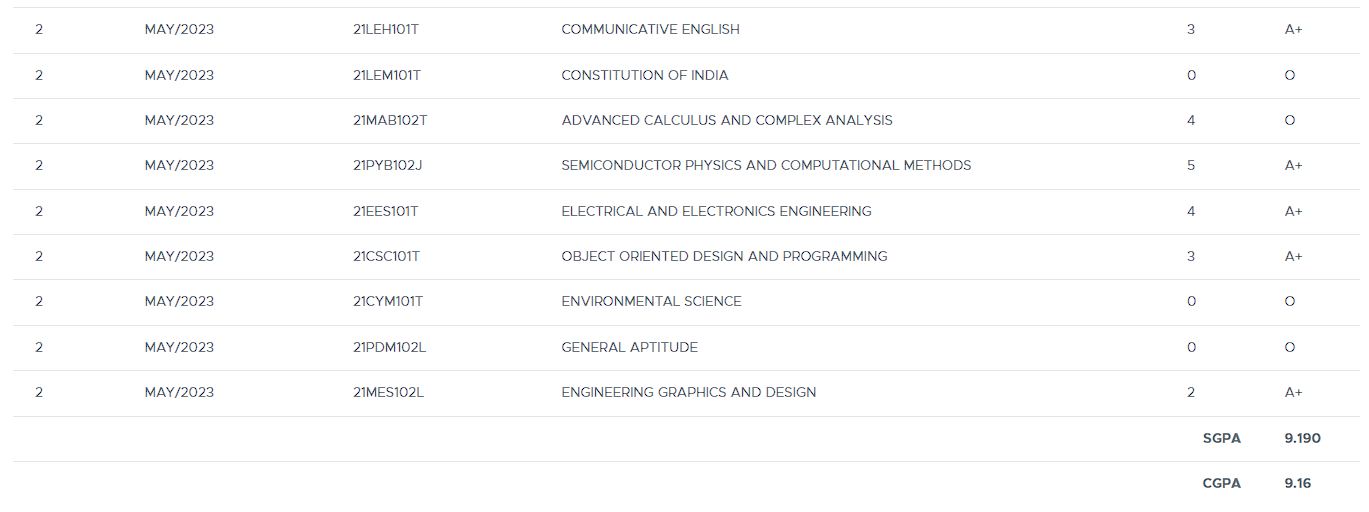 2 MAY/2023 21LEH101T COMMUNICATIVE ENGLISH 3 A+
2 MAY/2023 21LEM101T CONSTITUTION OF INDIA 0 O
2 MAY/2023 21MAB102T ADVANCED CALCULUS AND COMPLEX ANALYSIS 4 O
2 MAY/2023 21PYB102J SEMICONDUCTOR PHYSICS AND COMPUTATIONAL METHODS 5 A+
2 MAY/2023 21EES101T ELECTRICAL AND ELECTRONICS ENGINEERING 4 A+
2 MAY/2023 21CSC101T OBJECT ORIENTED DESIGN AND PROGRAMMING 3 A+
2 MAY/2023 21CYM101T ENVIRONMENTAL SCIENCE 0 O
2 MAY/2023 21PDM102L GENERAL APTITUDE 0 O
2 MAY/2023 21MES102L ENGINEERING GRAPHICS AND DESIGN 2 A+
SGPA 9.190
CGPA 9.16